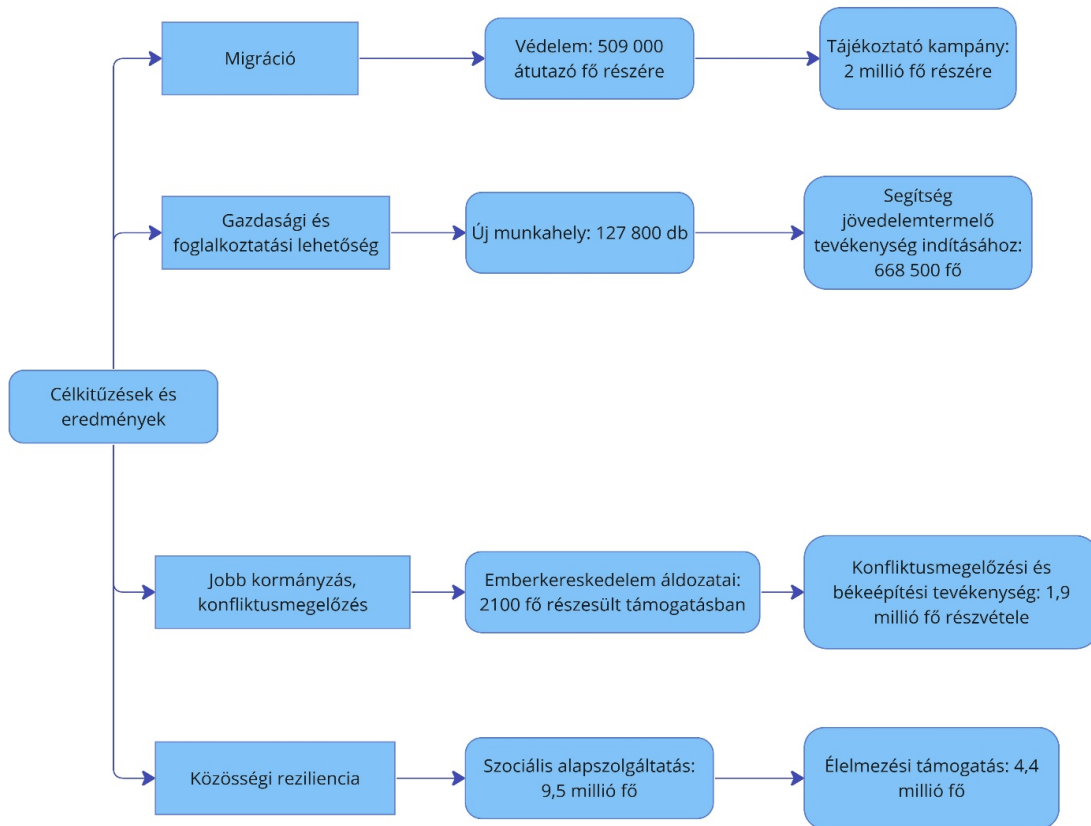 Migráció
Védelem: 509 000
átutazó fő részére
Tájékoztató kampány:
2 millió fő részére
Gazdasági és
foglalkoztatási lehetőség
Új munkahely: 127 800 db
Segítség
jövedelemtermelő
tevékenység indításához:
668 500 fő
Célkitűzések és
eredmények
Jobb kormányzás,
konfliktusmegelőzés
Emberkereskedelem áldozatai:
2100 fő részesült támogatásban
Konfliktusmegelőzési és
békeépítési tevékenység: 1,9
millió fő részvétele
Közösségi reziliencia
Szociális alapszolgáltatás:
9,5 millió fő
Élelmezési támogatás: 4,4
millió fő